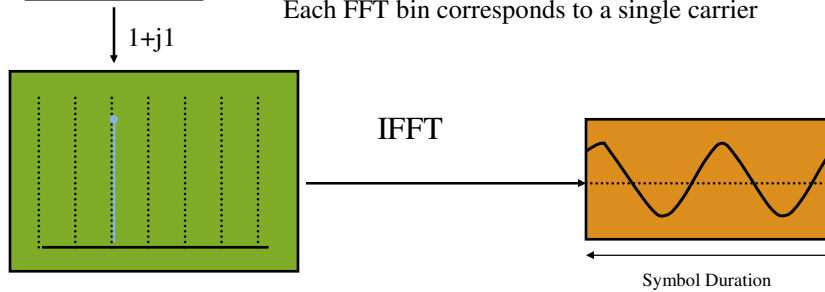 Each FFT bin corresponds to a single carrier
1+j1
IFFT
Symbol Duration